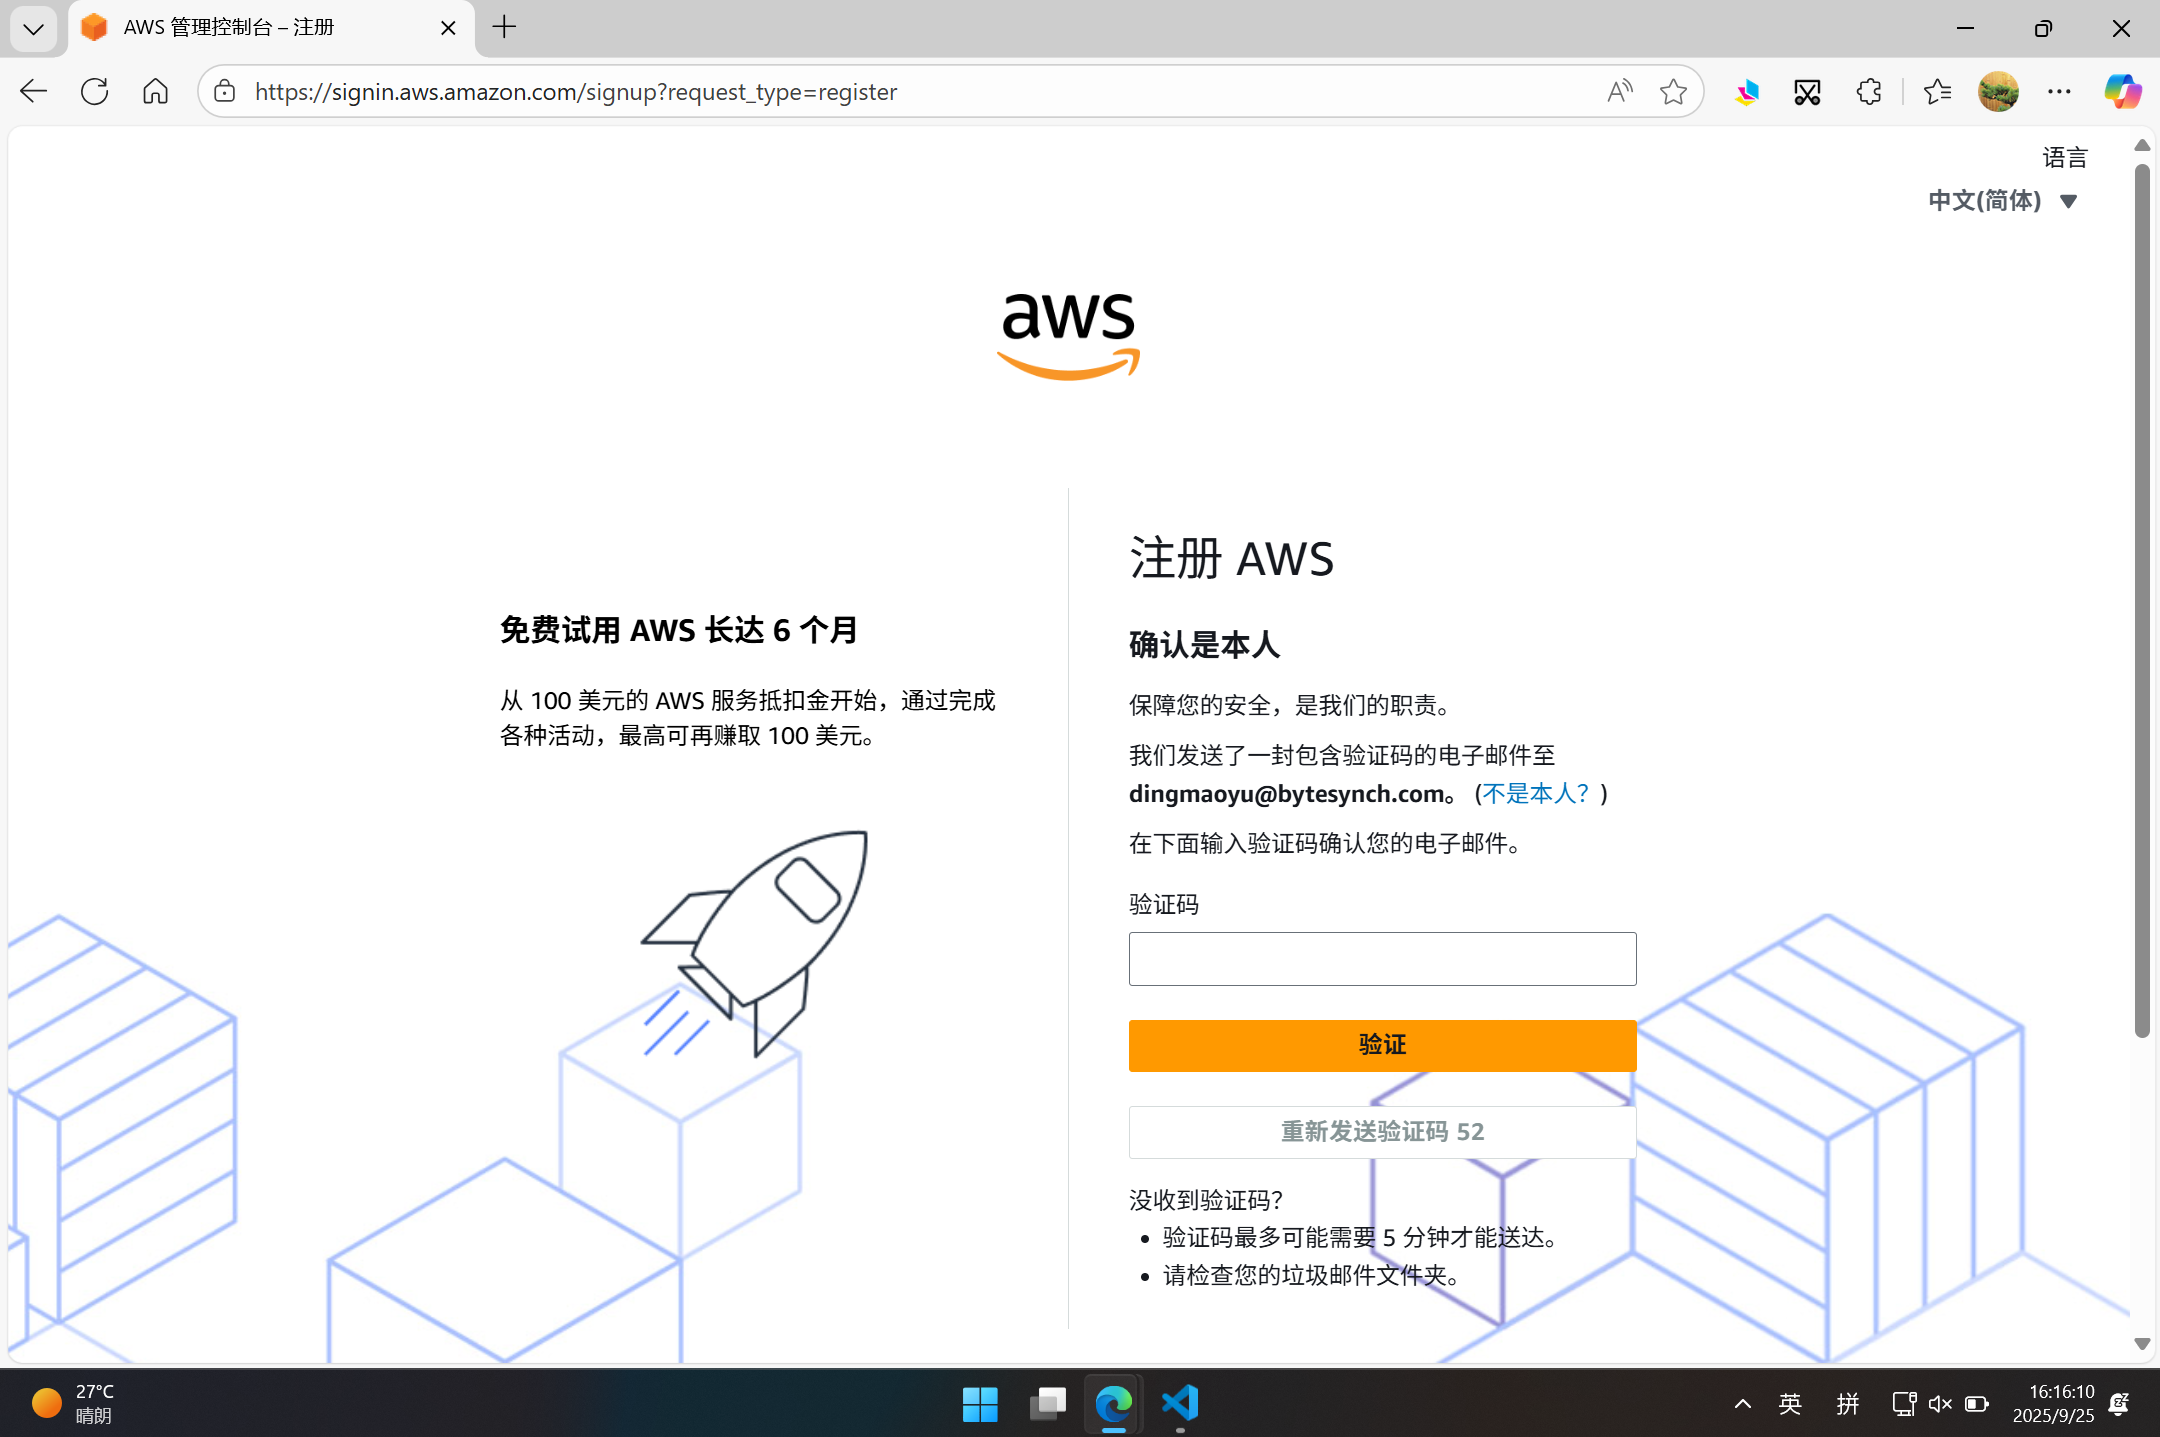 AWS 管理控制台 – 注册
https://signin.aws.amazon.com/signup?request_type=register
语言
中文(简体)
aws
免费试用 AWS 长达 6 个月
从 100 美元的 AWS 服务抵扣金开始，通过完成
各种活动，最高可再赚取 100 美元。
注册 AWS
确认是本人
保障您的安全，是我们的职责。
我们发送了一封包含验证码的电子邮件至
dingmaoyu@bytesynch.com。 (不是本人？)
在下面输入验证码确认您的电子邮件。
验证码
验证
重新发送验证码 52
没收到验证码？
• 验证码最多可能需要 5 分钟才能送达。
• 请检查您的垃圾邮件文件夹。
27°C
晴朗
英
拼
16:16:10
2025/9/25